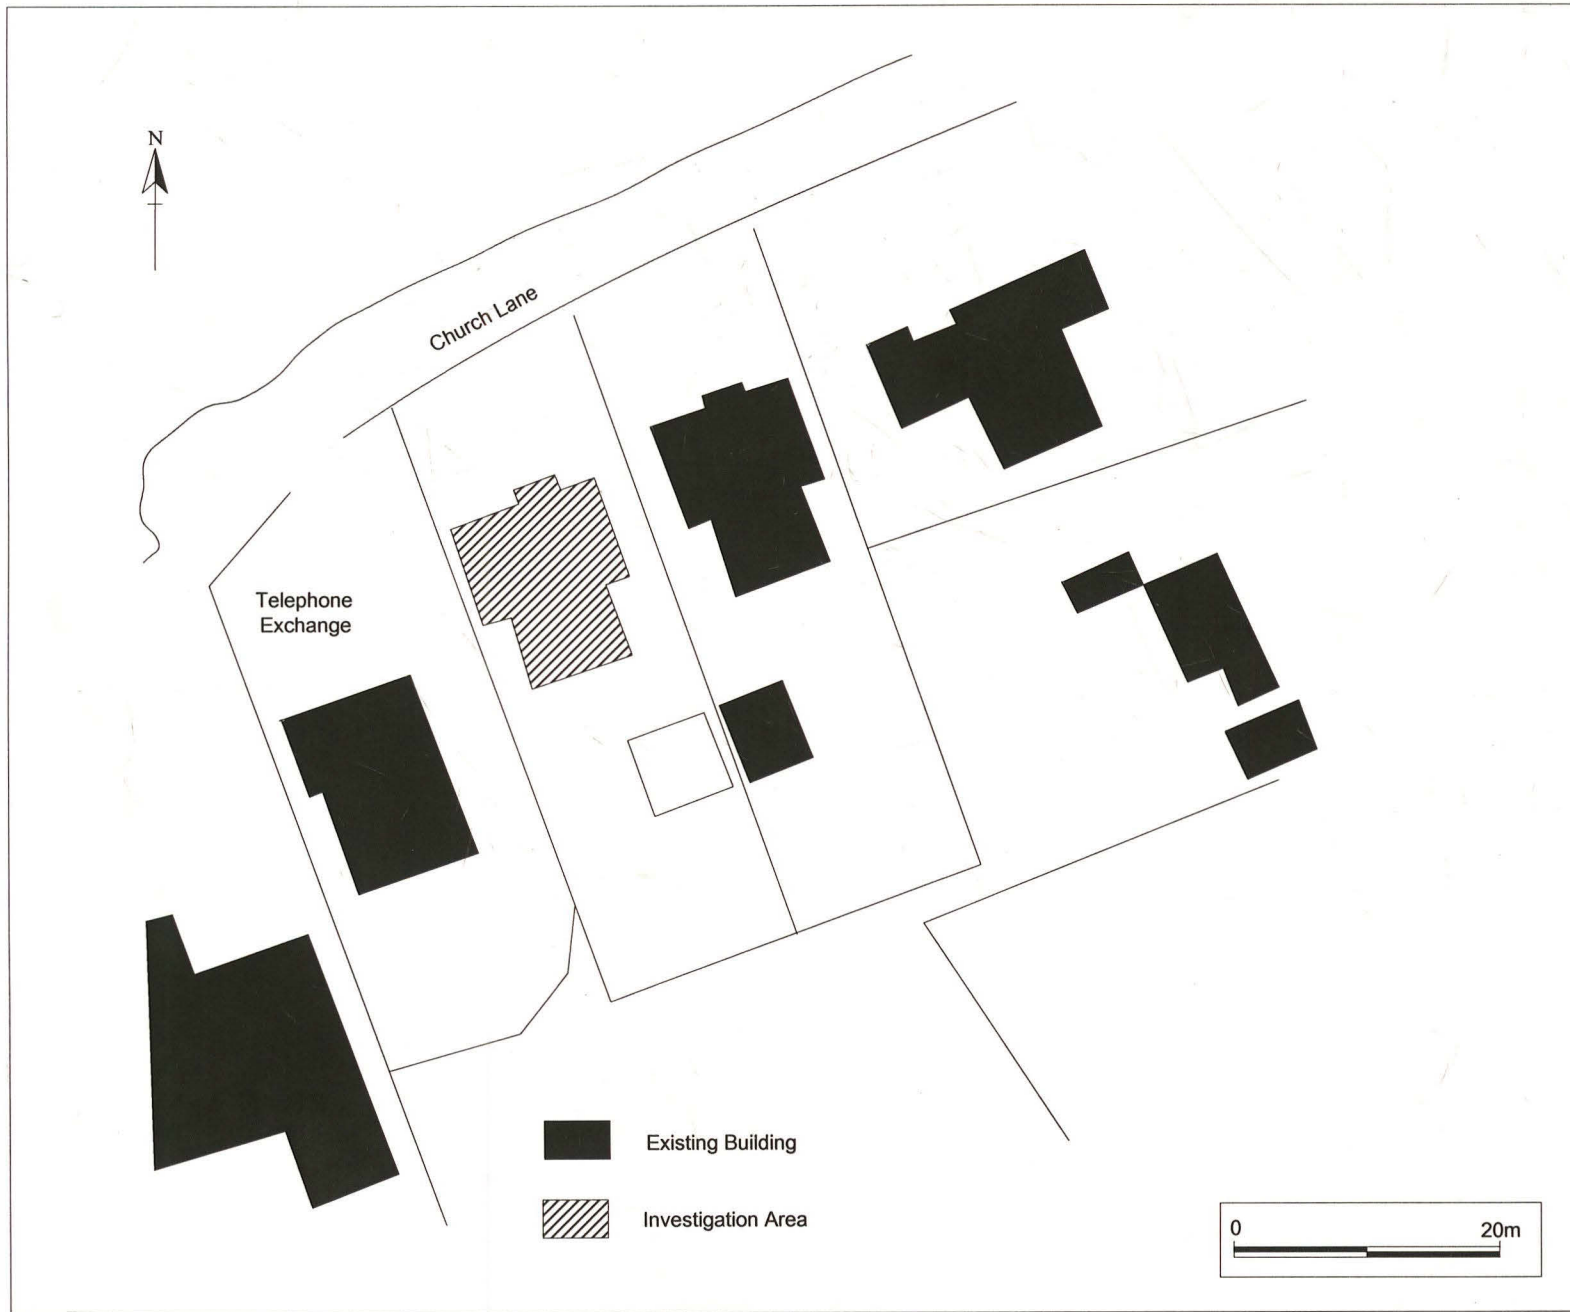 N
Church Lane
Telephone
Exchange
Existing Building
Investigation Area
0 20m